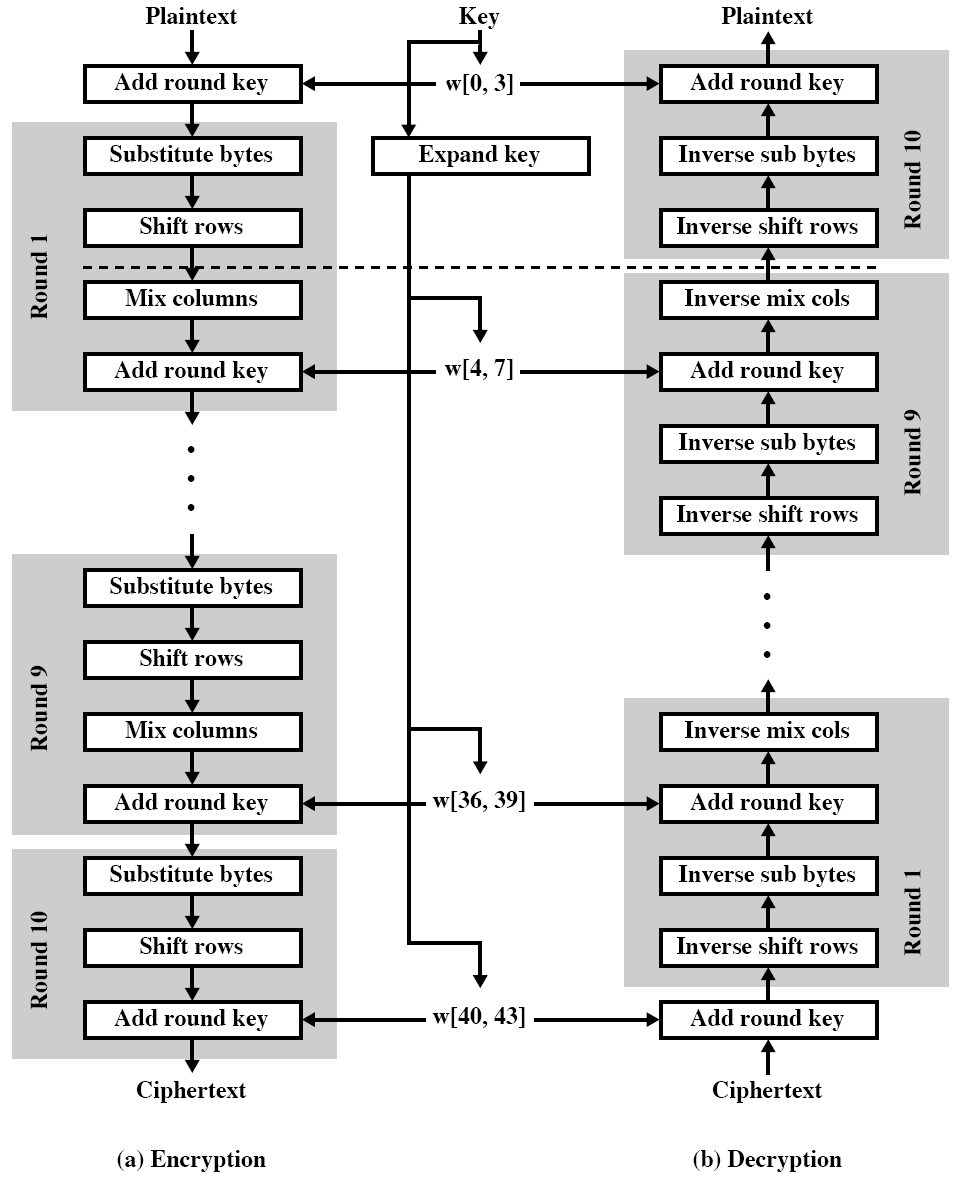 Plaintext
Add round key
Round 1
Substitute bytes
Shift rows
Mix columns
Add round key
Round 9
Substitute bytes
Shift rows
Mix columns
Add round key
Round 10
Substitute bytes
Shift rows
Add round key
Ciphertext
(a) Encryption
Key
w[0, 3]
Expand key
w[4, 7]
w[36, 39]
w[40, 43]
Plaintext
Add round key
Inverse sub bytes
Inverse shift rows
Round 10
Inverse mix cols
Add round key
Inverse sub bytes
Inverse shift rows
Round 9
Inverse mix cols
Add round key
Inverse sub bytes
Inverse shift rows
Round 1
Add round key
Ciphertext
(b) Decryption